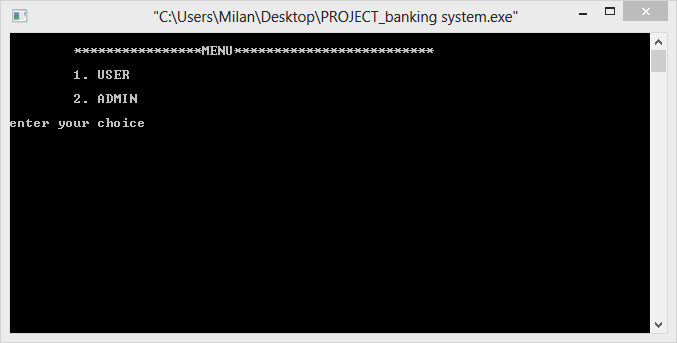 "C:\Users\Milan\Desktop\PROJECT_banking system.exe"
****************MENU*************************
1. USER
2. ADMIN
enter your choice